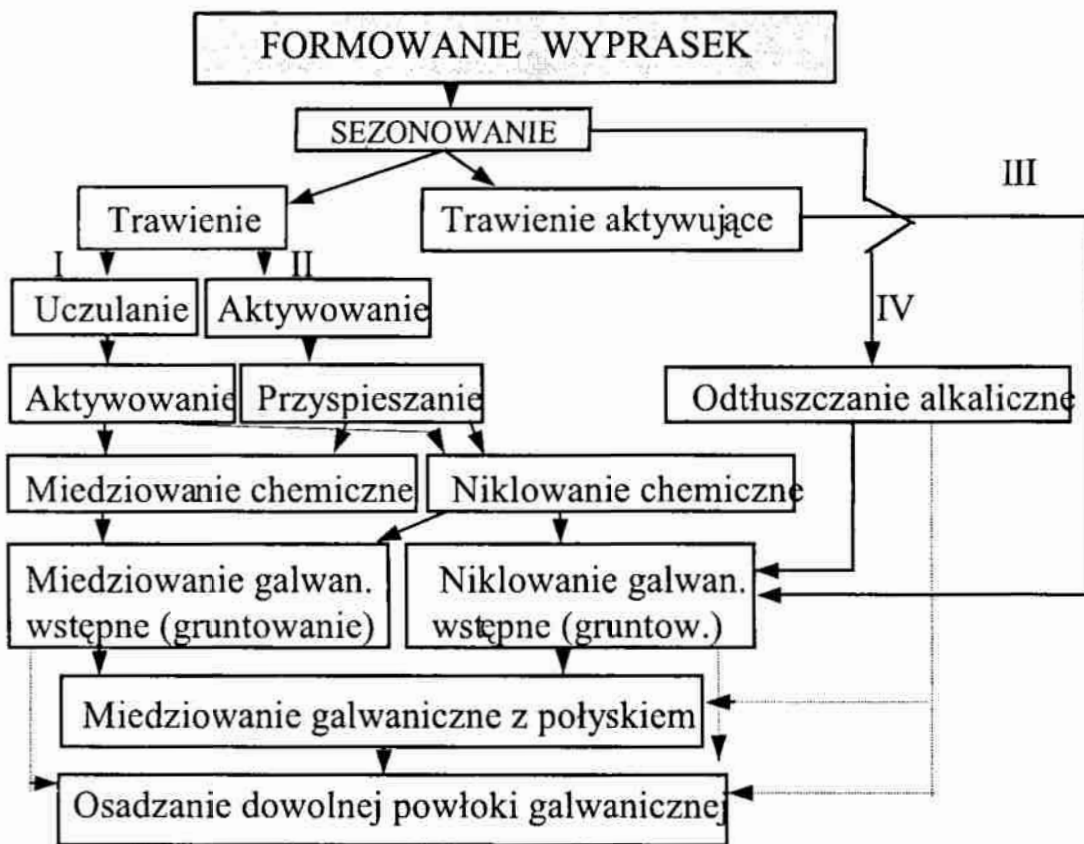 FORMOWANIE WYPRASEK
SEZONOWANIE
III
Trawienie
Trawienie aktywujące
I
II
Uczulanie
Aktywowanie
IV
Aktywowanie
Przyspieszanie
Odtłuszczanie alkaliczne
Miedziowanie chemiczne
Niklowanie chemiczne
Miedziowanie galwan.
wstępne (gruntowanie)
Niklowanie galwan.
wstępne (gruntow.)
Miedziowanie galwaniczne z połyskiem
Osadzanie dowolnej powłoki galwanicznej